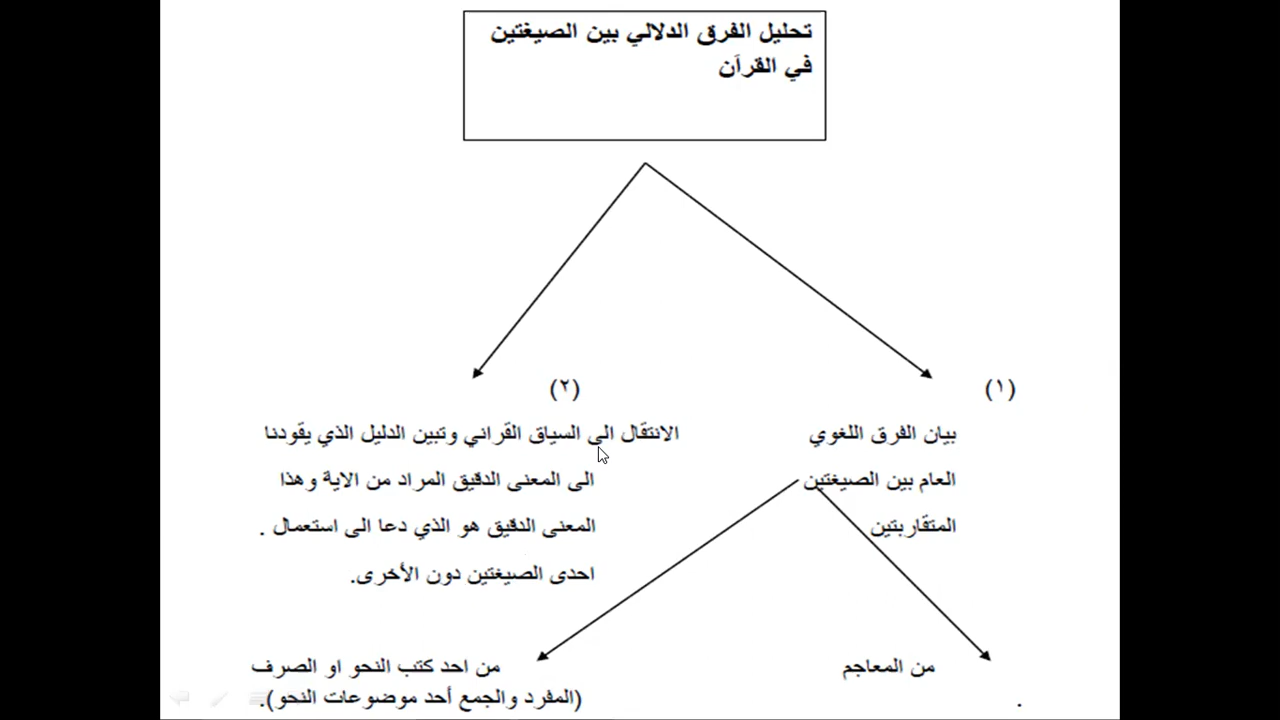 تحليل الفرق الدلالي بين الصيغتين
في القرآن
(١)
بيان الفرق اللغوي
العام بين الصيغتين
المتقاربتين
(٢)
الانتقال الى السياق القراني وتبين الدليل الذي يقودنا
الى المعنى الدقيق المراد من الاية وهذا
المعنى الدقيق هو الذي دعا الى استعمال .
احدى الصيغتين دون الأخرى.
من المعاجم
.
من احد كتب النحو او الصرف
(المفرد والجمع أحد موضوعات النحو).